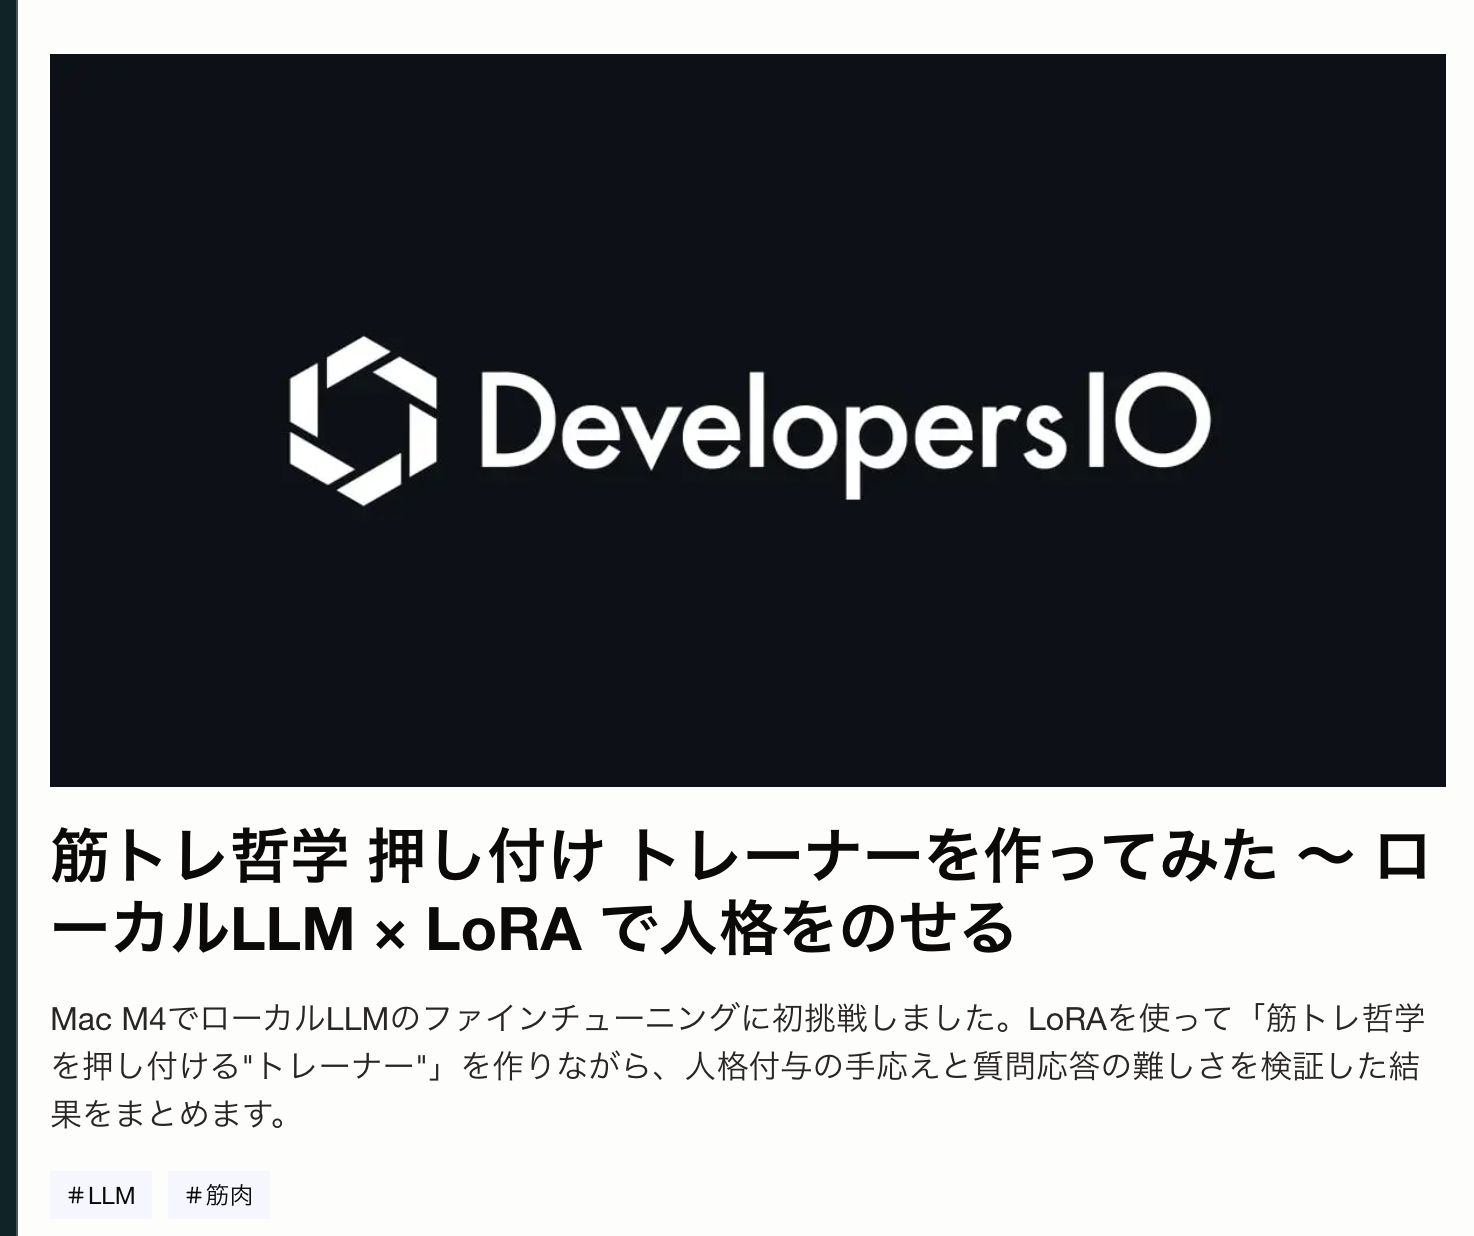 DevelopersIO
筋トレ哲学 押し付け トレーナーを作ってみた 〜 ロ
ーカルLLM × LoRA で人格をのせる
Mac M4でローカルLLMのファインチューニングに初挑戦しました。LoRAを使って「筋トレ哲学
を押し付ける"トレーナー"」を作りながら、人格付与の手応えと質問応答の難しさを検証した結
果をまとめます。
#LLM #筋肉